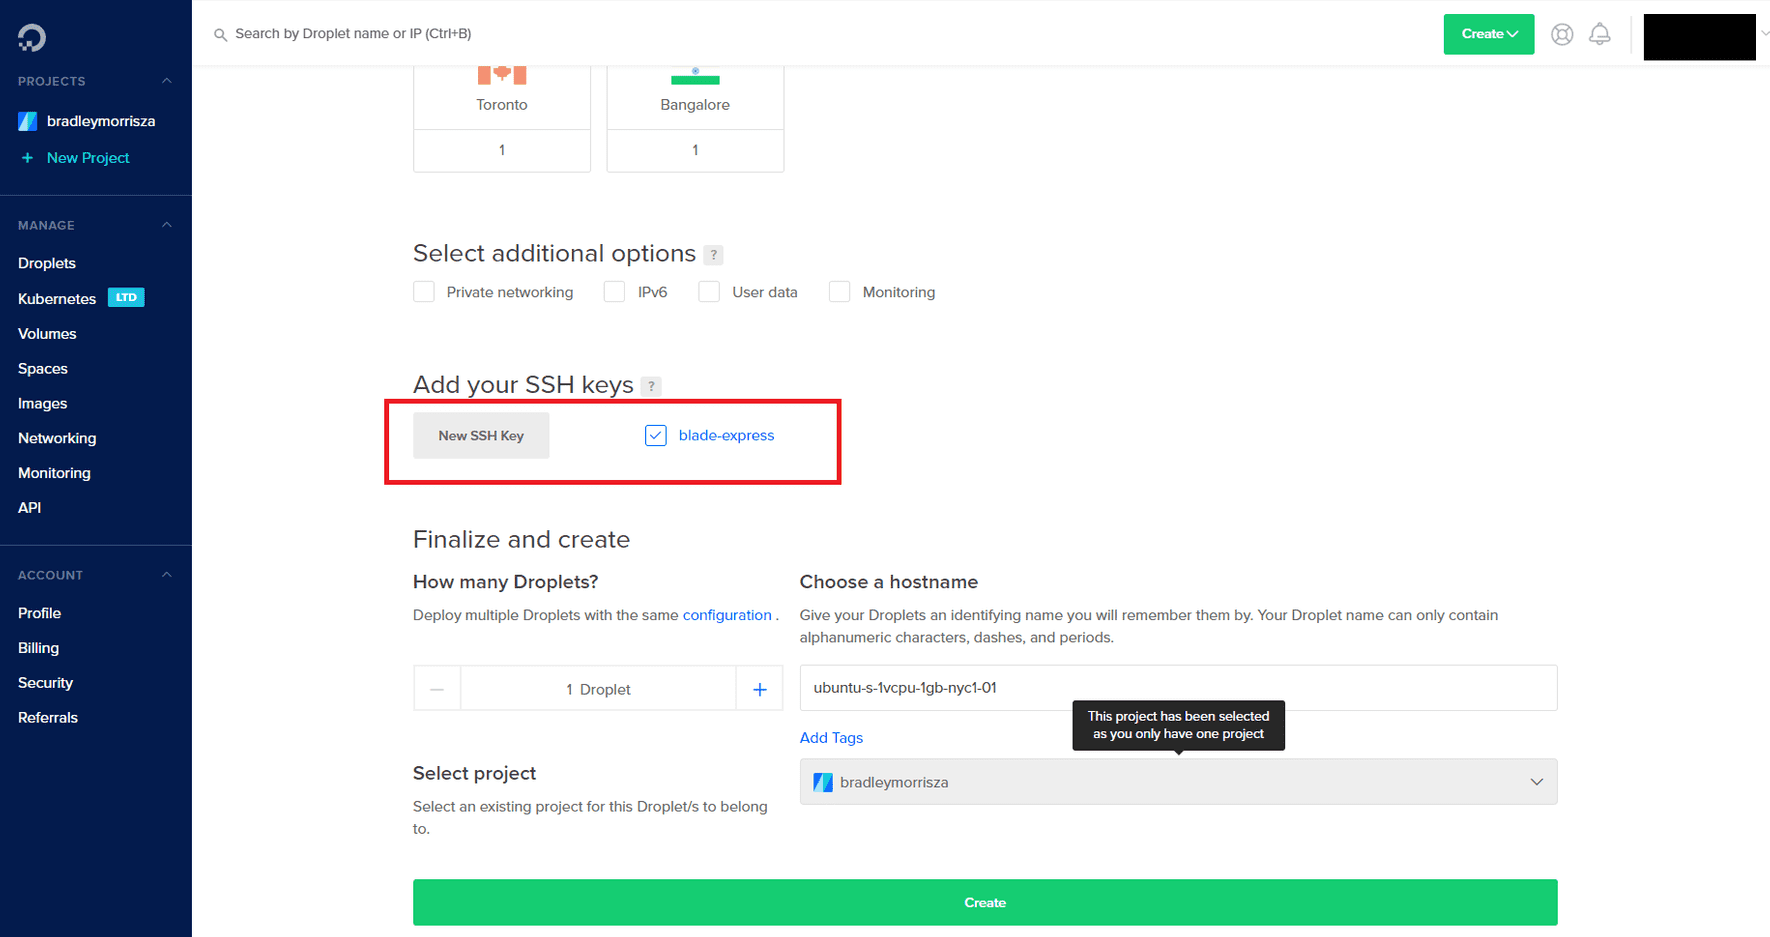 Search by Droplet name or IP (Ctrl+B)
Create
PROJECTS
bradleymorrisza
+ New Project
MANAGE
Droplets
Kubernetes LTD
Volumes
Spaces
Images
Networking
Monitoring
API
ACCOUNT
Profile
Billing
Security
Referrals
Toronto
1
Bangalore
1
Select additional options ?
Private networking IPv6 User data Monitoring
Add your SSH keys ?
New SSH Key blade-express
Finalize and create
How many Droplets?
Deploy multiple Droplets with the same configuration .
1 Droplet
Choose a hostname
Give your Droplets an identifying name you will remember them by. Your Droplet name can only contain
alphanumeric characters, dashes, and periods.
ubuntu-s-1vcpu-1gb-nyc1-01
Add Tags
This project has been selected
as you only have one project
Select project
Select an existing project for this Droplet/s to belong
to.
bradleymorrisza
Create